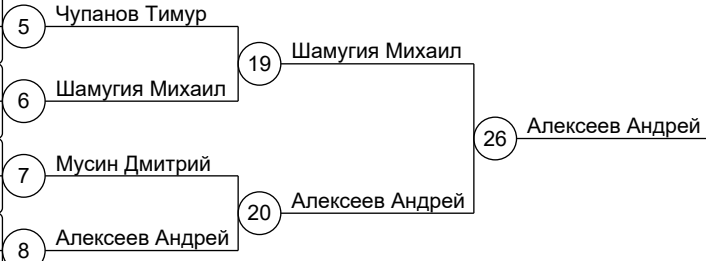 5 Чупанов Тимур
19 Шамугия Михаил
6 Шамугия Михаил
26 Алексеев Андрей
7 Мусин Дмитрий
20 Алексеев Андрей
8 Алексеев Андрей